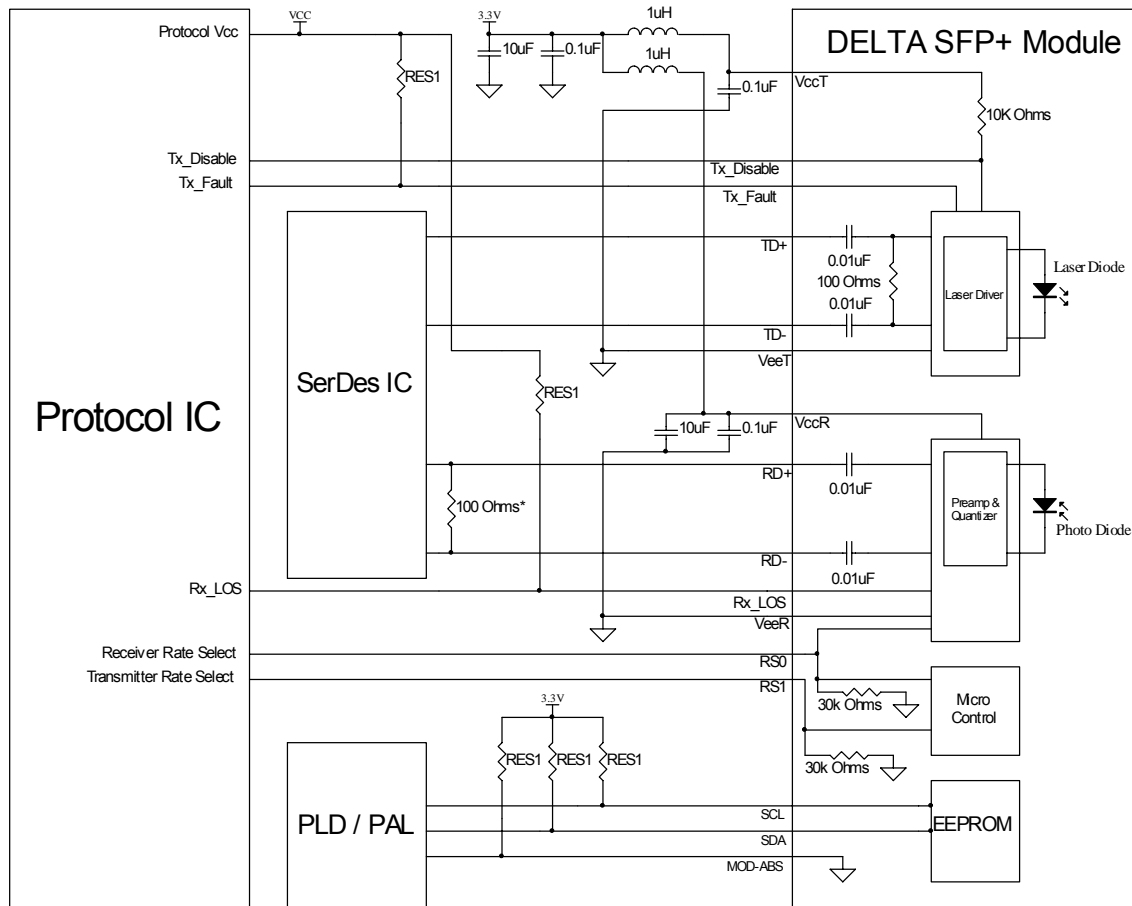 VCC
3.3V
1uH
Protocol Vcc
10uF
0.1uF
DELTA SFP+ Module
1uH
RES1
0.1uF
VccT
10K Ohms
Tx_Disable
Tx_Disable
Tx_Fault
Tx_Fault
TD+
0.01uF
Laser Diode
100 Ohms
Laser Driver
0.01uF
TD-
VeeT
SerDes IC
RES1
Protocol IC
10uF
0.1uF
VccR
RD+
0.01uF
100 Ohms*
Preamp &
Quantizer
Photo Diode
RD-
0.01uF
Rx_LOS
Rx_LOS
VeeR
Receiver Rate Select
RS0
Transmitter Rate Select
RS1
3.3V
30k Ohms
Micro
Control
RES1
RES1
RES1
30k Ohms
PLD / PAL
SCL
EEPROM
SDA
MOD-ABS